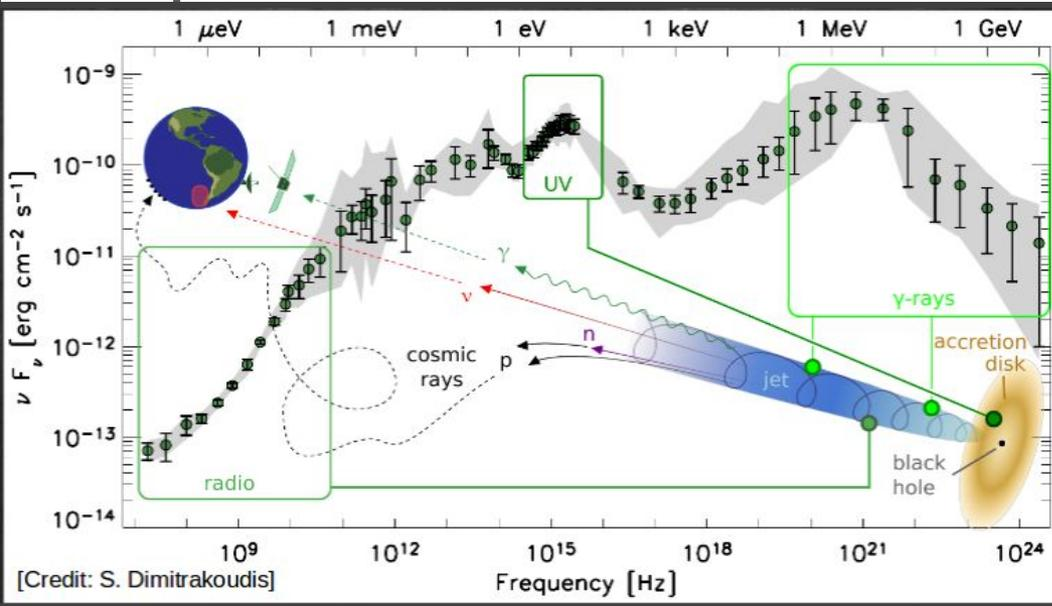 1 μeV 1 meV 1 eV 1 keV 1 MeV 1 GeV
10⁻⁹
10⁻¹⁰
10⁻¹¹
10⁻¹²
10⁻¹³
10⁻¹⁴
ν Fᵥ [erg cm⁻² s⁻¹]
UV
γ-rays
γ
ν
n
p
cosmic
rays
jet
accretion
disk
black
hole
radio
10⁹ 10¹² 10¹⁵ 10¹⁸ 10²¹ 10²⁴
Frequency [Hz]
[Credit: S. Dimitrakoudis]